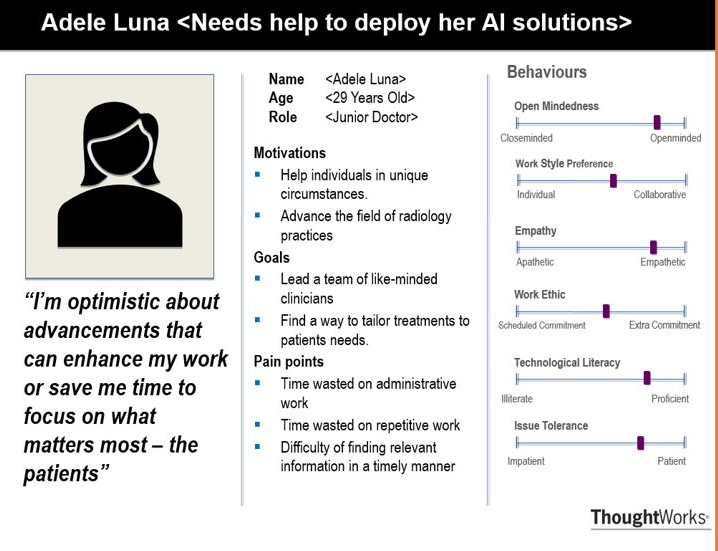 Adele Luna <Needs help to deploy her AI solutions>
“I’m optimistic about
advancements that
can enhance my work
or save me time to
focus on what
matters most – the
patients”
Name <Adele Luna>
Age <29 Years Old>
Role <Junior Doctor>
Motivations
Help individuals in unique
circumstances.
Advance the field of radiology
practices
Goals
Lead a team of like-minded
clinicians
Find a way to tailor treatments to
patients needs.
Pain points
Time wasted on administrative
work
Time wasted on repetitive work
Difficulty of finding relevant
information in a timely manner
Behaviours
Open Mindedness
Closeminded Openminded
Work Style Preference
Individual Collaborative
Empathy
Apathetic Empathetic
Work Ethic
Scheduled Commitment Extra Commitment
Technological Literacy
Illiterate Proficient
Issue Tolerance
Impatient Patient
ThoughtWorks